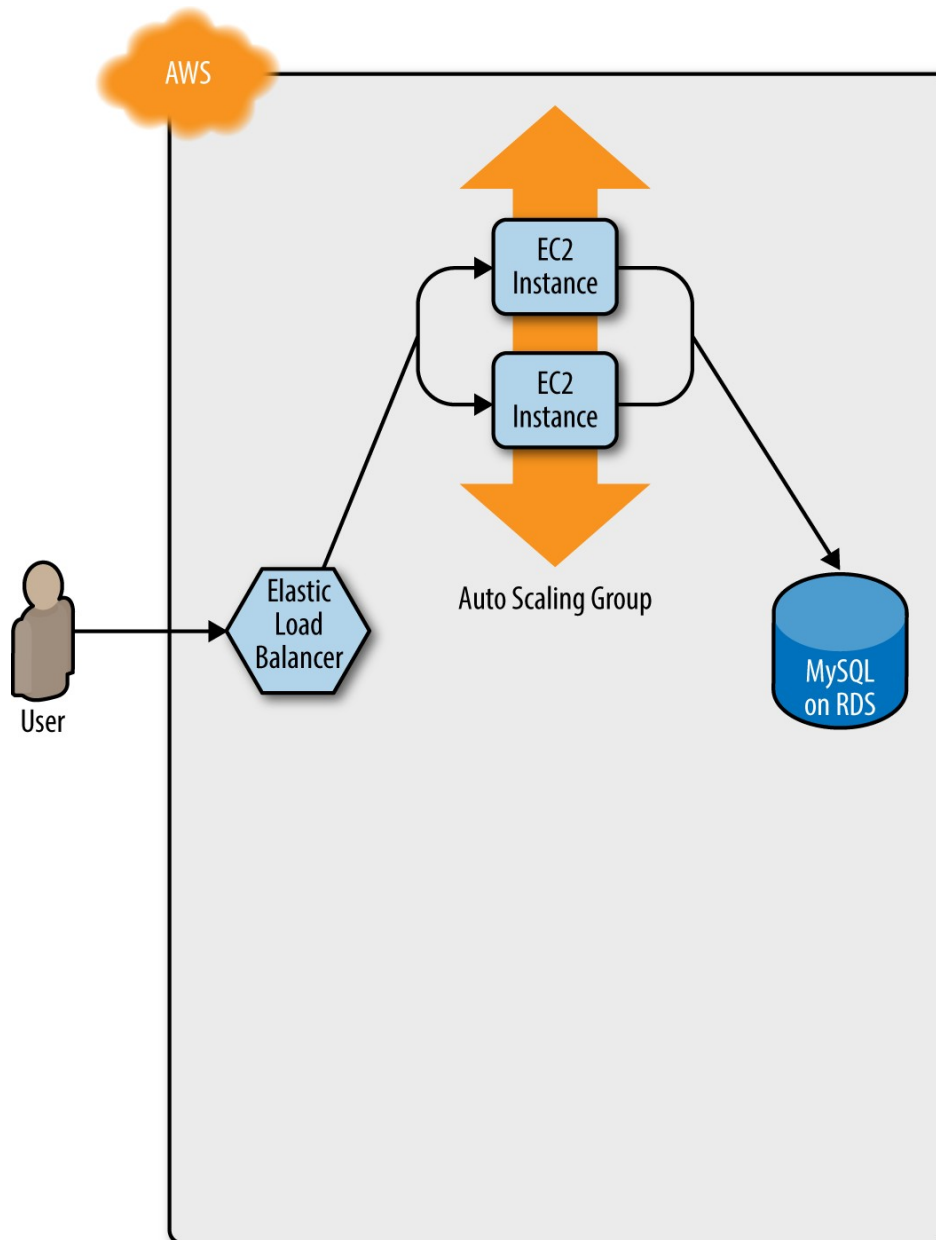 AWS
EC2
Instance
EC2
Instance
Auto Scaling Group
Elastic
Load
Balancer
User
MySQL
on RDS